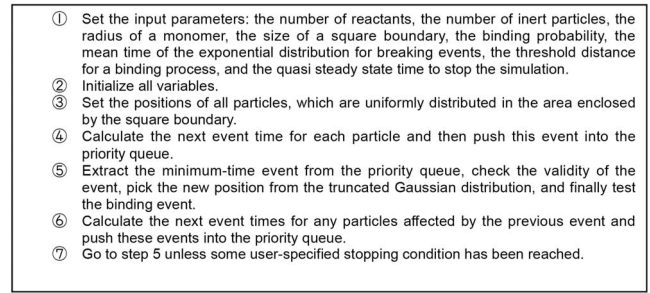 ① Set the input parameters: the number of reactants, the number of inert particles, the
radius of a monomer, the size of a square boundary, the binding probability, the
mean time of the exponential distribution for breaking events, the threshold distance
for a binding process, and the quasi steady state time to stop the simulation.
② Initialize all variables.
③ Set the positions of all particles, which are uniformly distributed in the area enclosed
by the square boundary.
④ Calculate the next event time for each particle and then push this event into the
priority queue.
⑤ Extract the minimum-time event from the priority queue, check the validity of the
event, pick the new position from the truncated Gaussian distribution, and finally test
the binding event.
⑥ Calculate the next event times for any particles affected by the previous event and
push these events into the priority queue.
⑦ Go to step 5 unless some user-specified stopping condition has been reached.